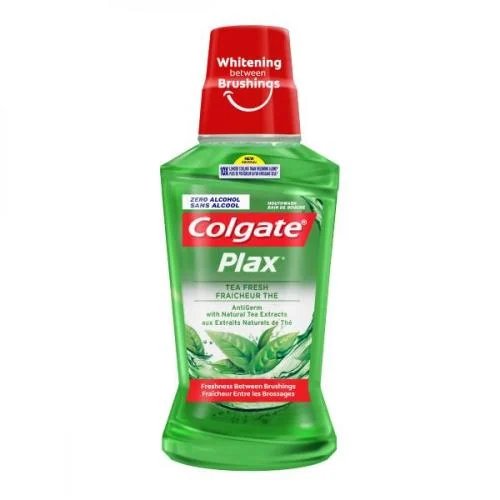 Whitening
between
Brushings
ZERO ALCOHOL
SANS ALCOOL
MOUTHWASH
BAIN DE BOUCHE
Colgate®
Plax
TEA FRESH
FRAICHEUR THE
AntiGerm
with Natural Tea Extracts
aux Extraits Naturels de Thé
Freshness Between Brushings
Fraîcheur Entre les Brossages